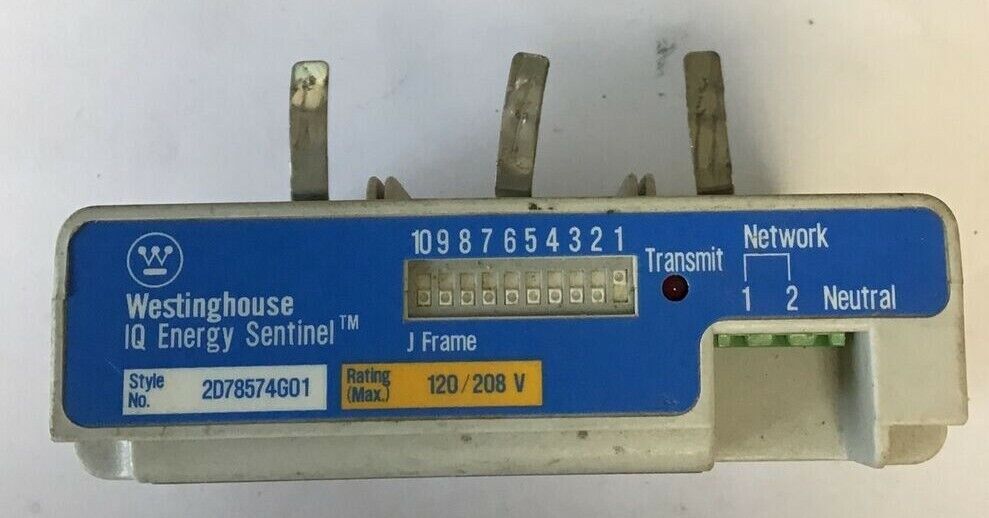 10 9 8 7 6 5 4 3 2 1
Transmit
Network
1 2 Neutral
W
Westinghouse
IQ Energy Sentinel™
J Frame
Style No. 2D78574G01
Rating (Max.) 120/208 V